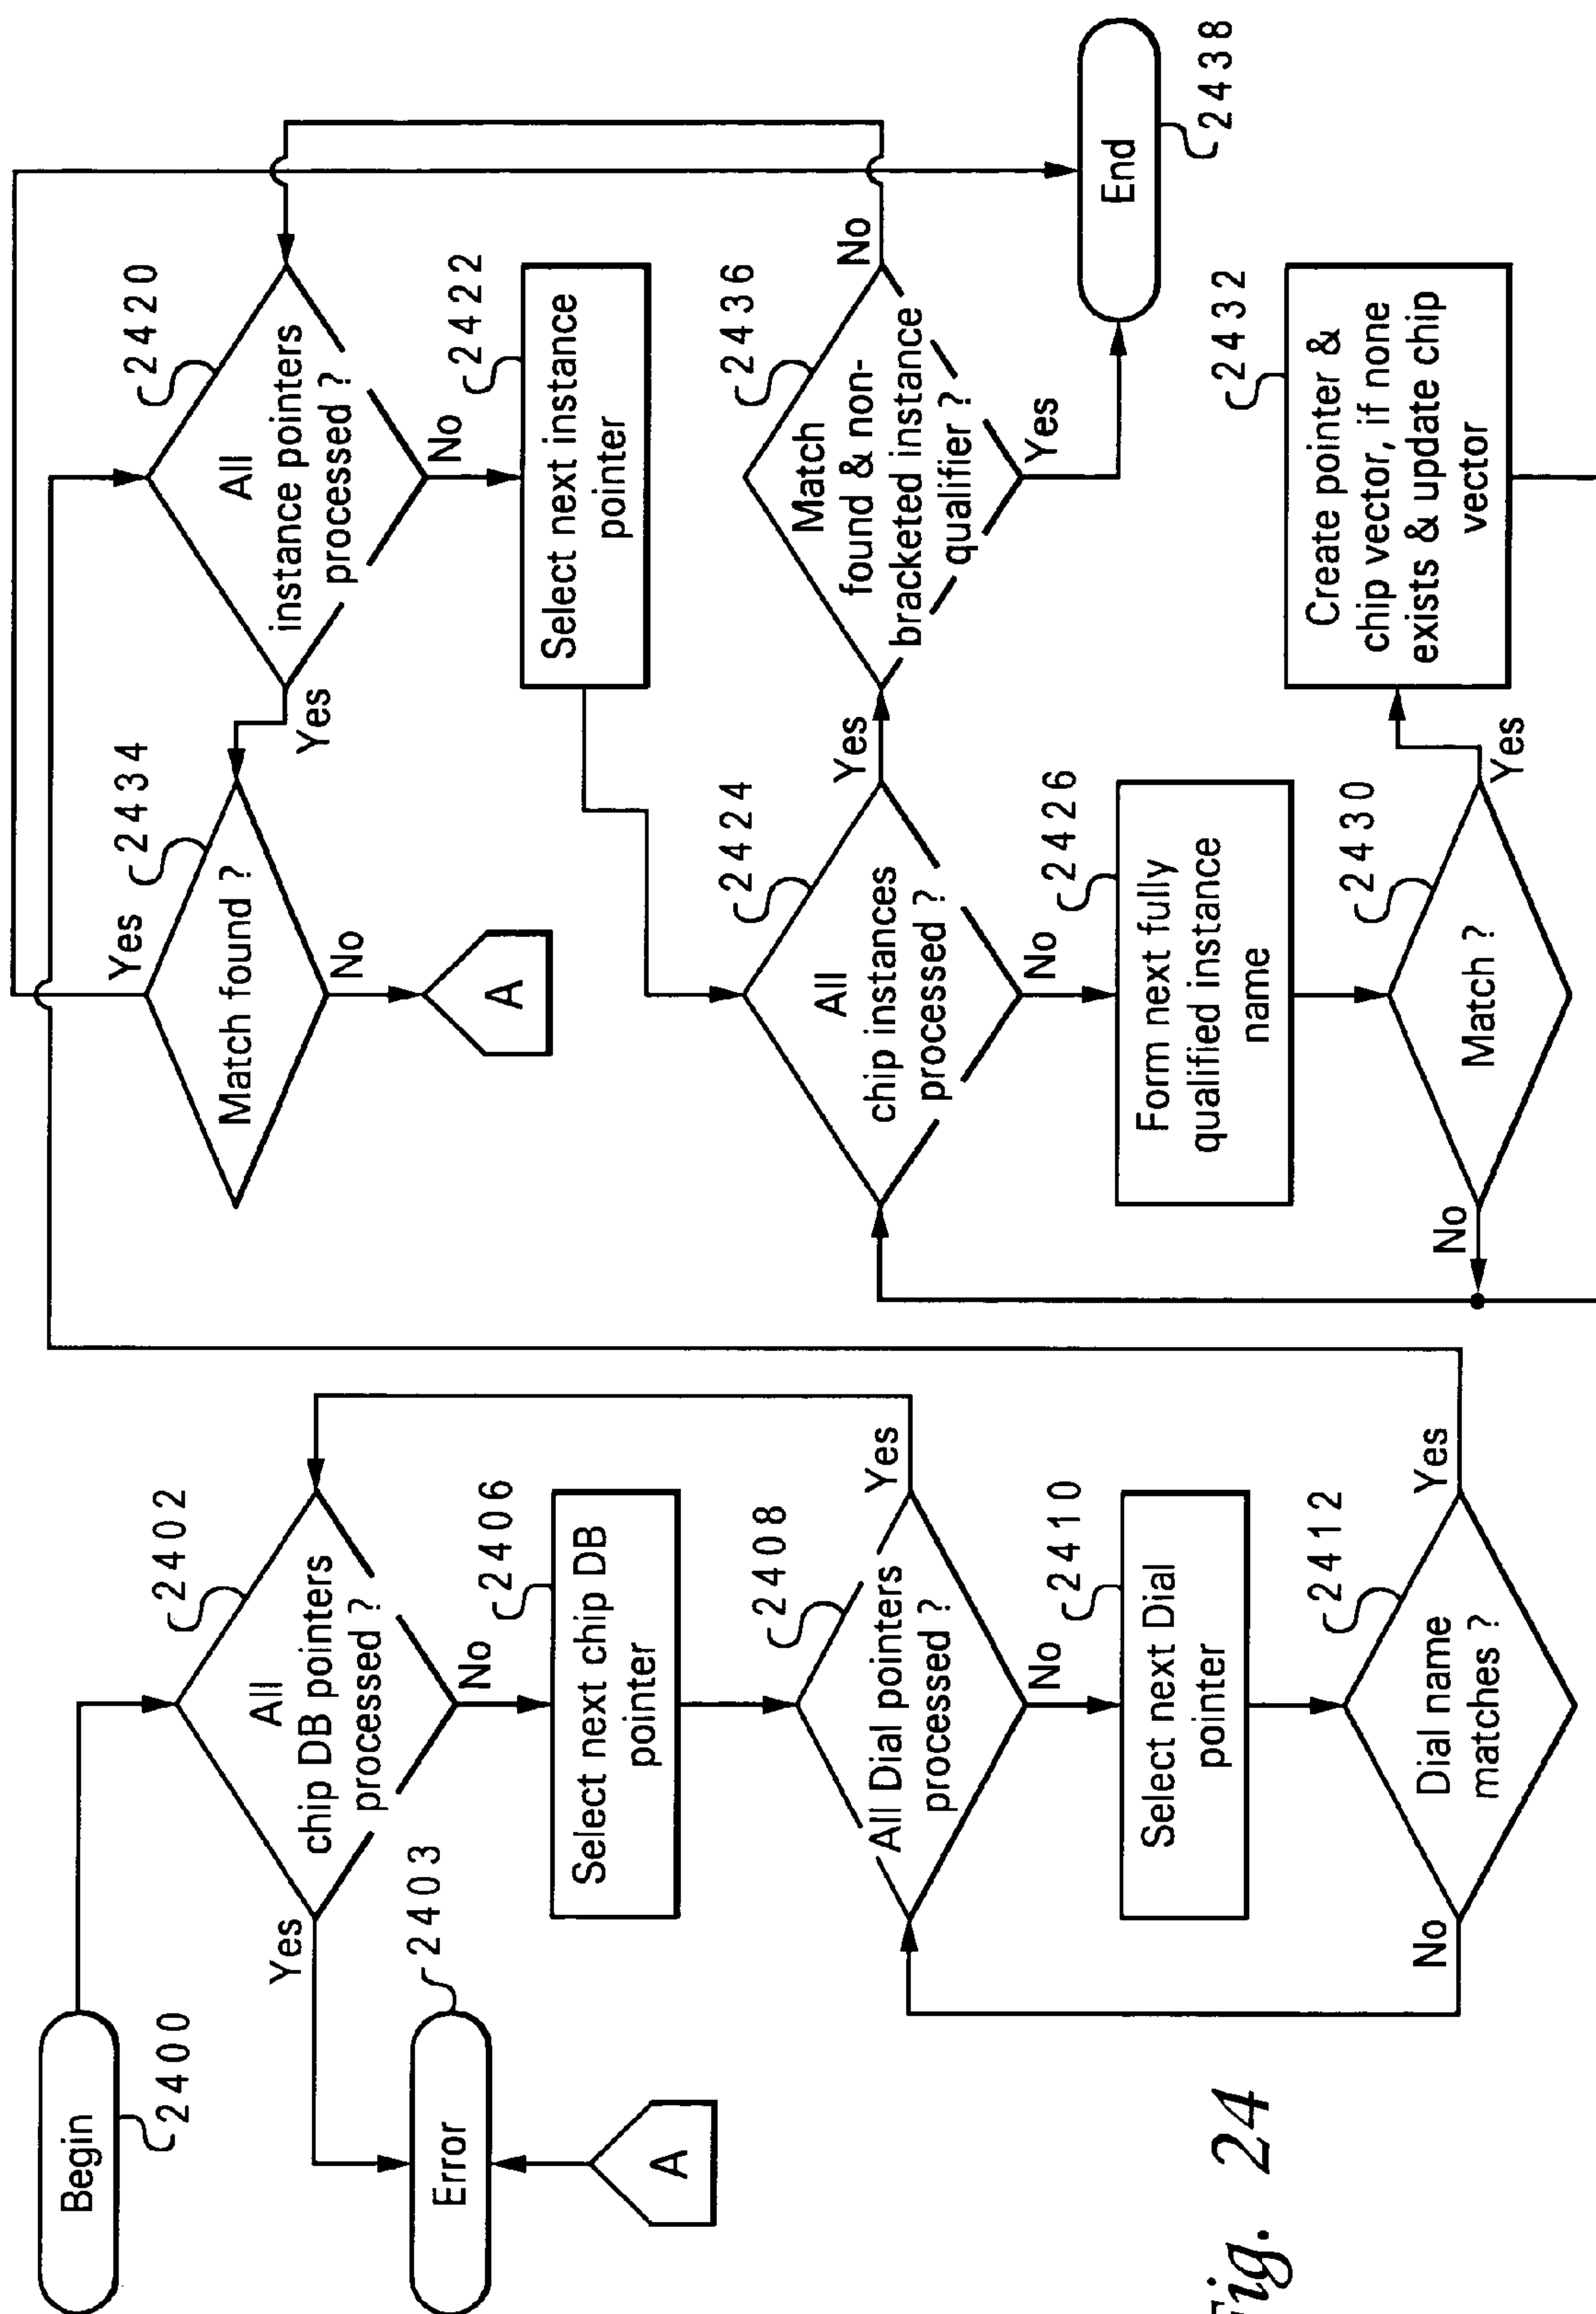 Begin
2400
All
chip DB pointers
processed ?
2402
Yes
No
Error
2403
A
Select next chip DB
pointer
2406
All Dial pointers
processed ?
2408
Yes
No
Select next Dial
pointer
2410
Dial name
matches ?
2412
No
Yes
All
instance pointers
processed ?
2420
Yes
No
Match found ?
2434
Yes
No
A
Select next instance
pointer
2422
All
chip instances
processed ?
2424
Yes
No
Match
found & non-
bracketed instance
qualifier ?
2436
No
Yes
End
2438
Form next fully
qualified instance
name
2426
Match ?
2430
No
Yes
Create pointer &
chip vector, if none
exists & update chip
vector
2432
Fig. 24